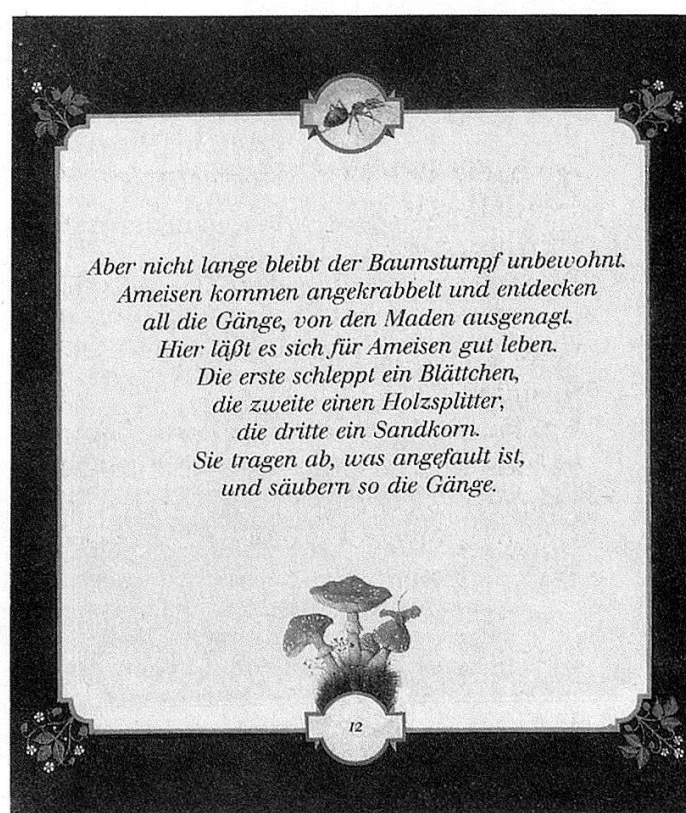 Aber nicht lange bleibt der Baumstumpf unbewohnt.
Ameisen kommen angekrabbelt und entdecken
all die Gänge, von den Maden ausgenagt.
Hier läßt es sich für Ameisen gut leben.
Die erste schleppt ein Blättchen,
die zweite einen Holzsplitter,
die dritte ein Sandkorn.
Sie tragen ab, was angefault ist,
und säubern so die Gänge.
12